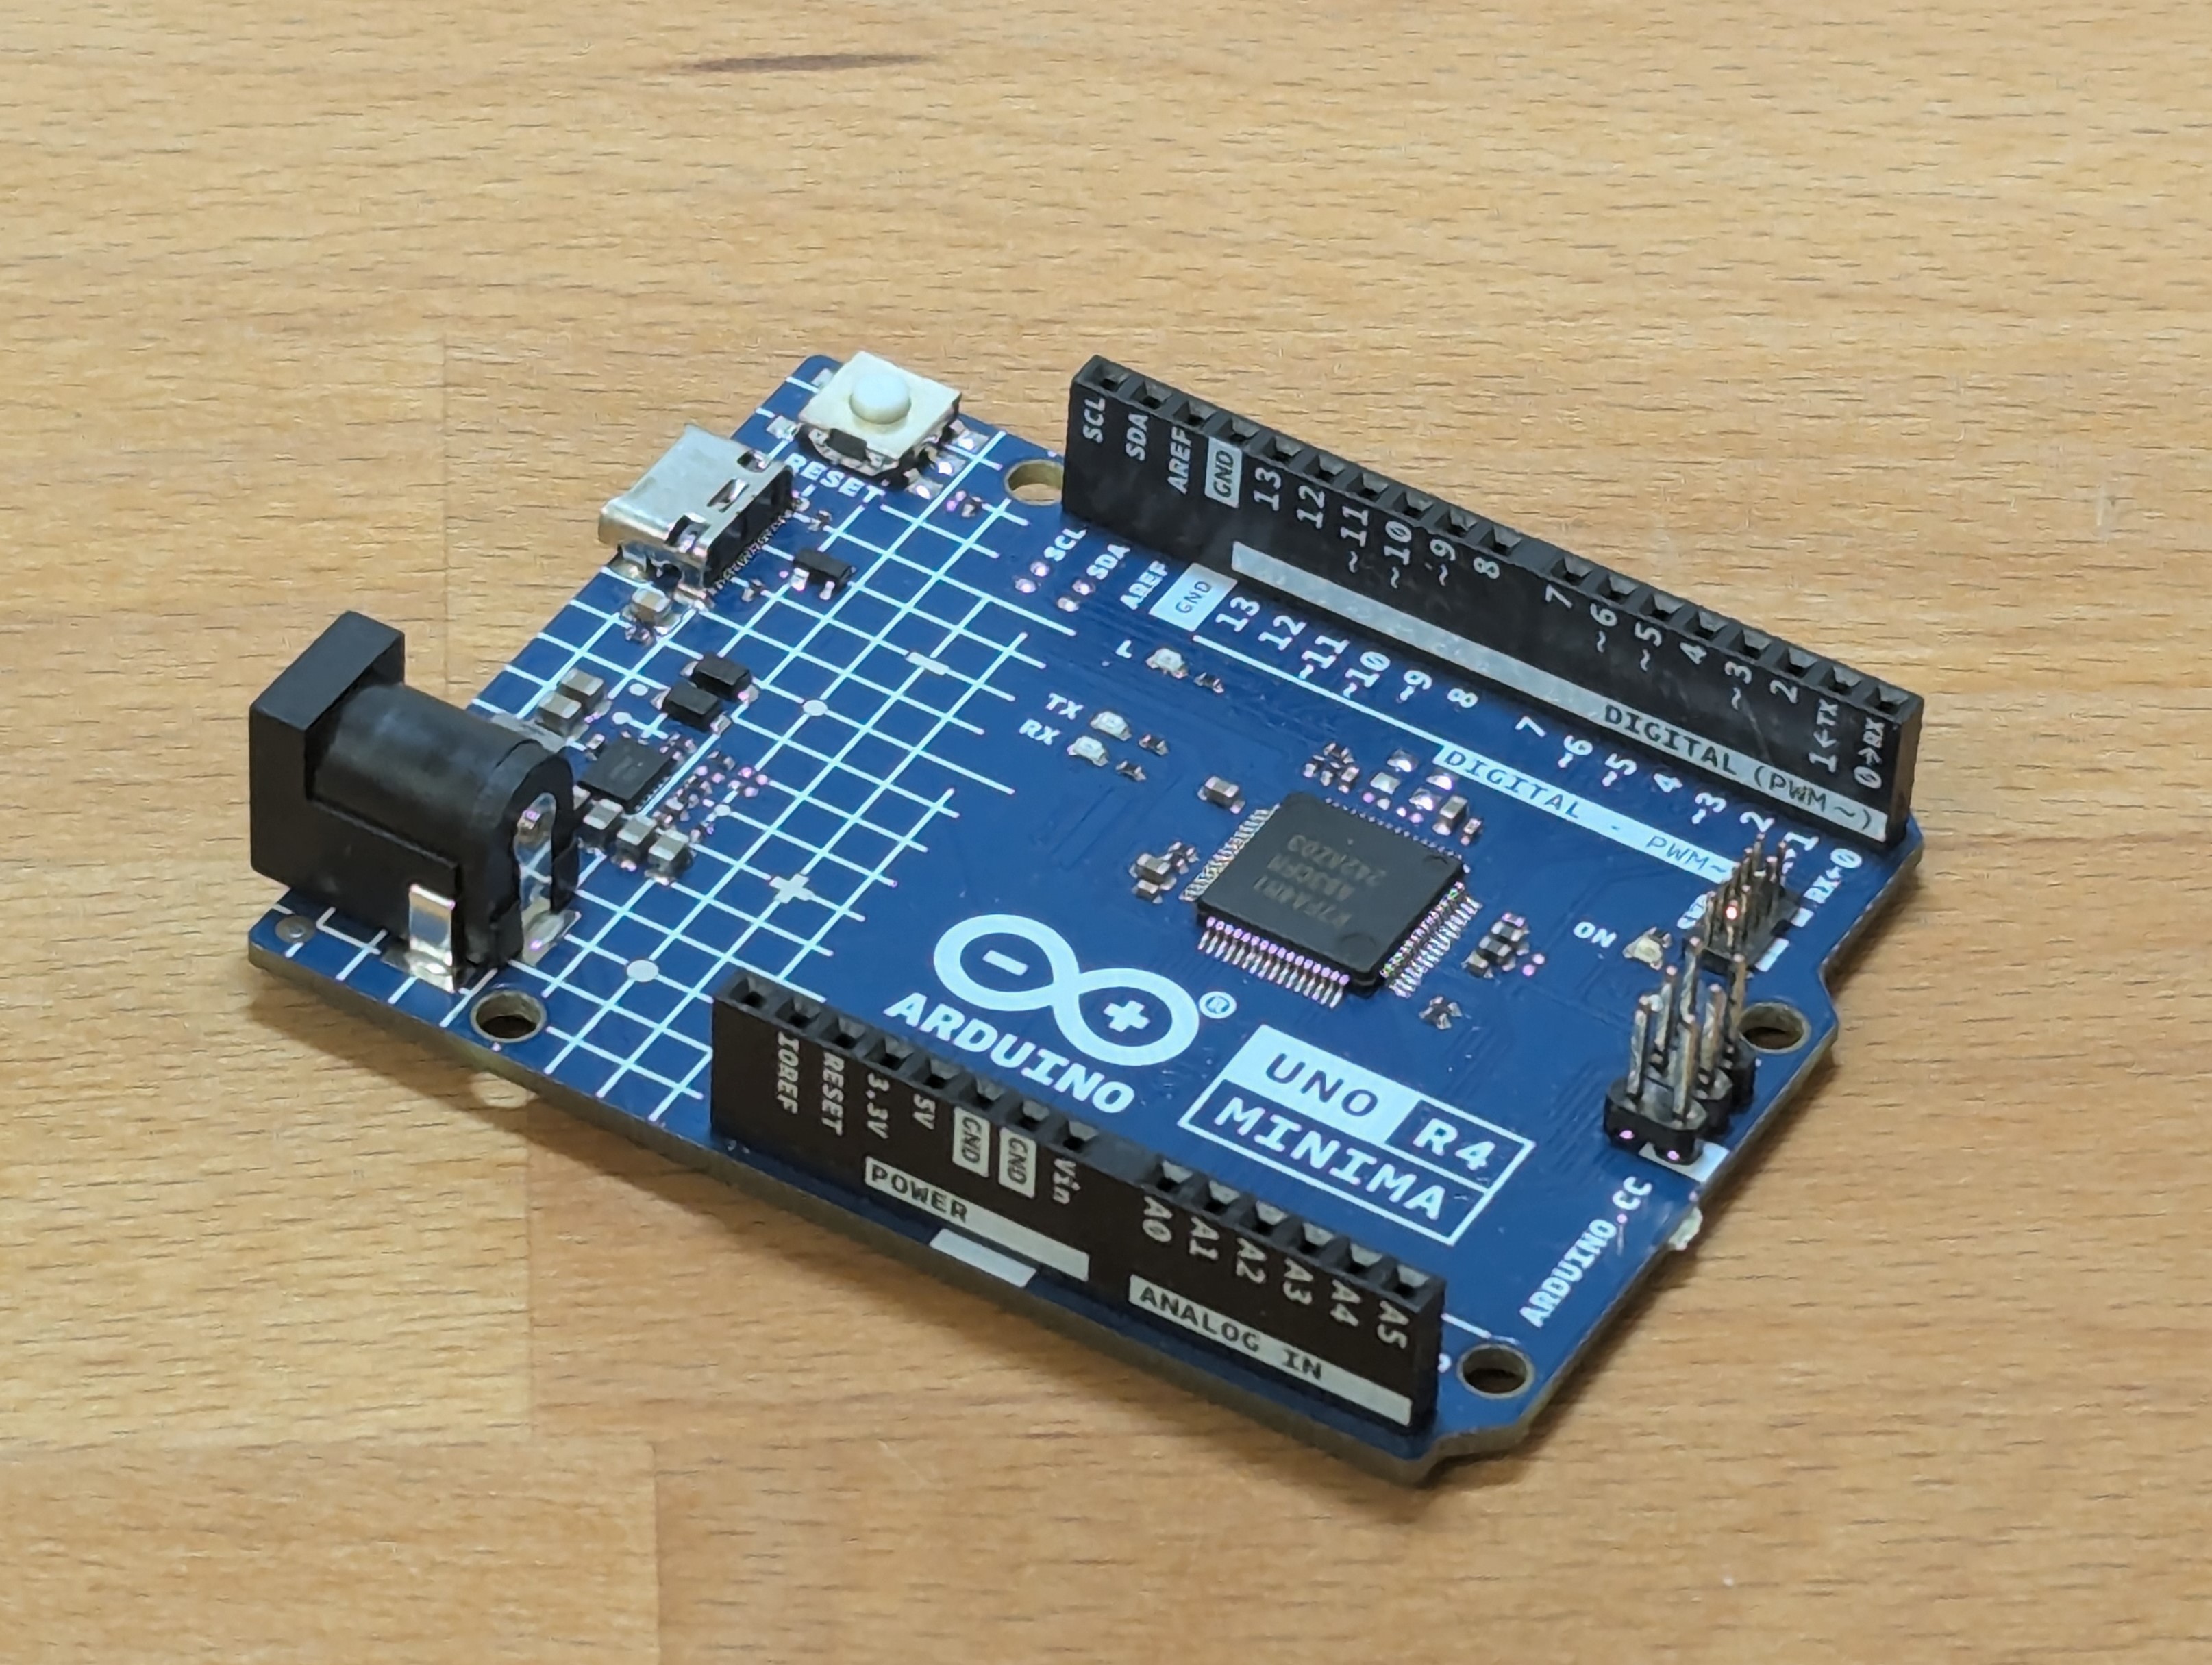 RESET
SCL
SDA
AREF
GND
13
12
~11
~10
~9
8
7
~6
~5
4
~3
2
1←TX
0→RX
DIGITAL (PWM~)
SCL
SDA
AREF
GND
13
12
~11
~10
~9
8
7
~6
~5
4
~3
2
RX←0
DIGITAL - PWM~
L
TX
RX
ON
ARDUINO
®
UNO R4
MINIMA
ARDUINO.CC
IOREF
RESET
3.3V
5V
GND
GND
Vin
POWER
A0
A1
A2
A3
A4
A5
ANALOG IN